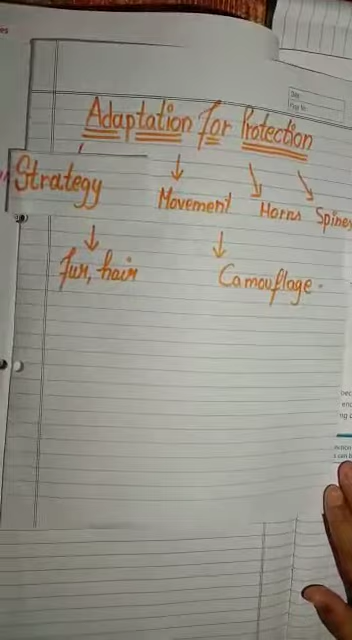 Adaptation for Protection
Strategy Movement Horns Spines
Fur, hair Camouflage.